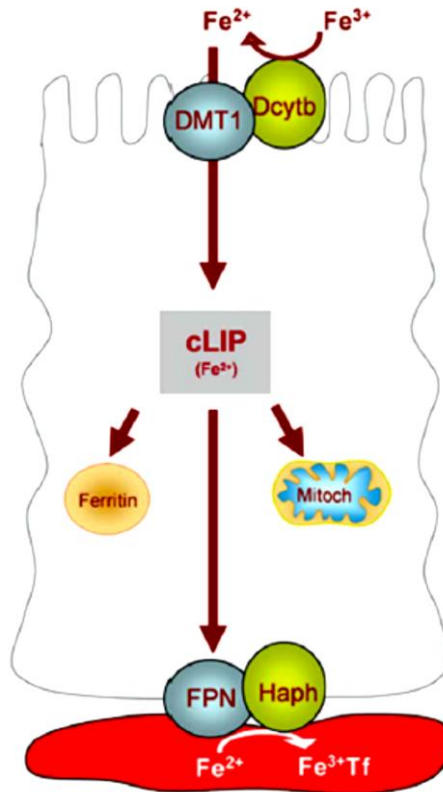 Fe²⁺ Fe³⁺
DMT1 Dcytb
cLIP
(Fe²⁺)
Ferritin Mitoch
FPN Haph
Fe²⁺ Fe³⁺Tf